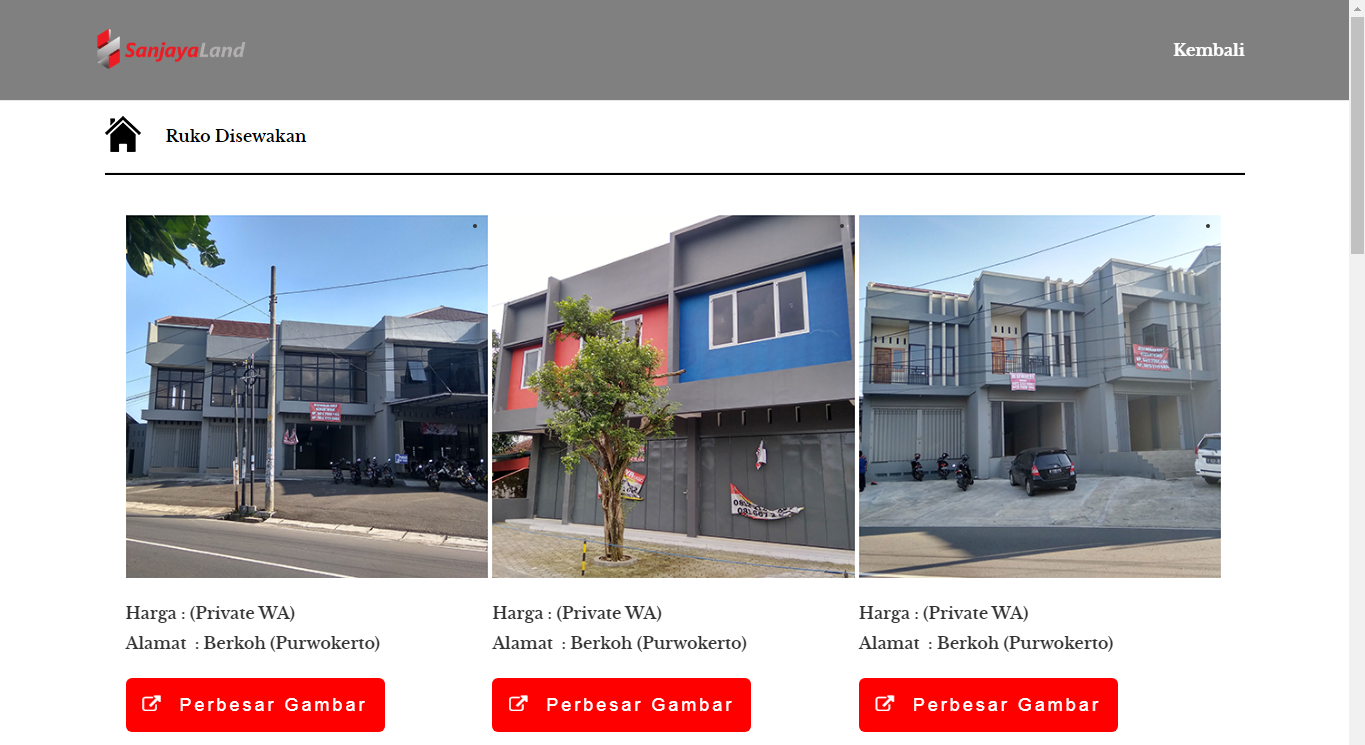 SanjayaLand
Kembali
Ruko Disewakan
Harga : (Private WA)
Alamat : Berkoh (Purwokerto)
Perbesar Gambar
Harga : (Private WA)
Alamat : Berkoh (Purwokerto)
Perbesar Gambar
Harga : (Private WA)
Alamat : Berkoh (Purwokerto)
Perbesar Gambar